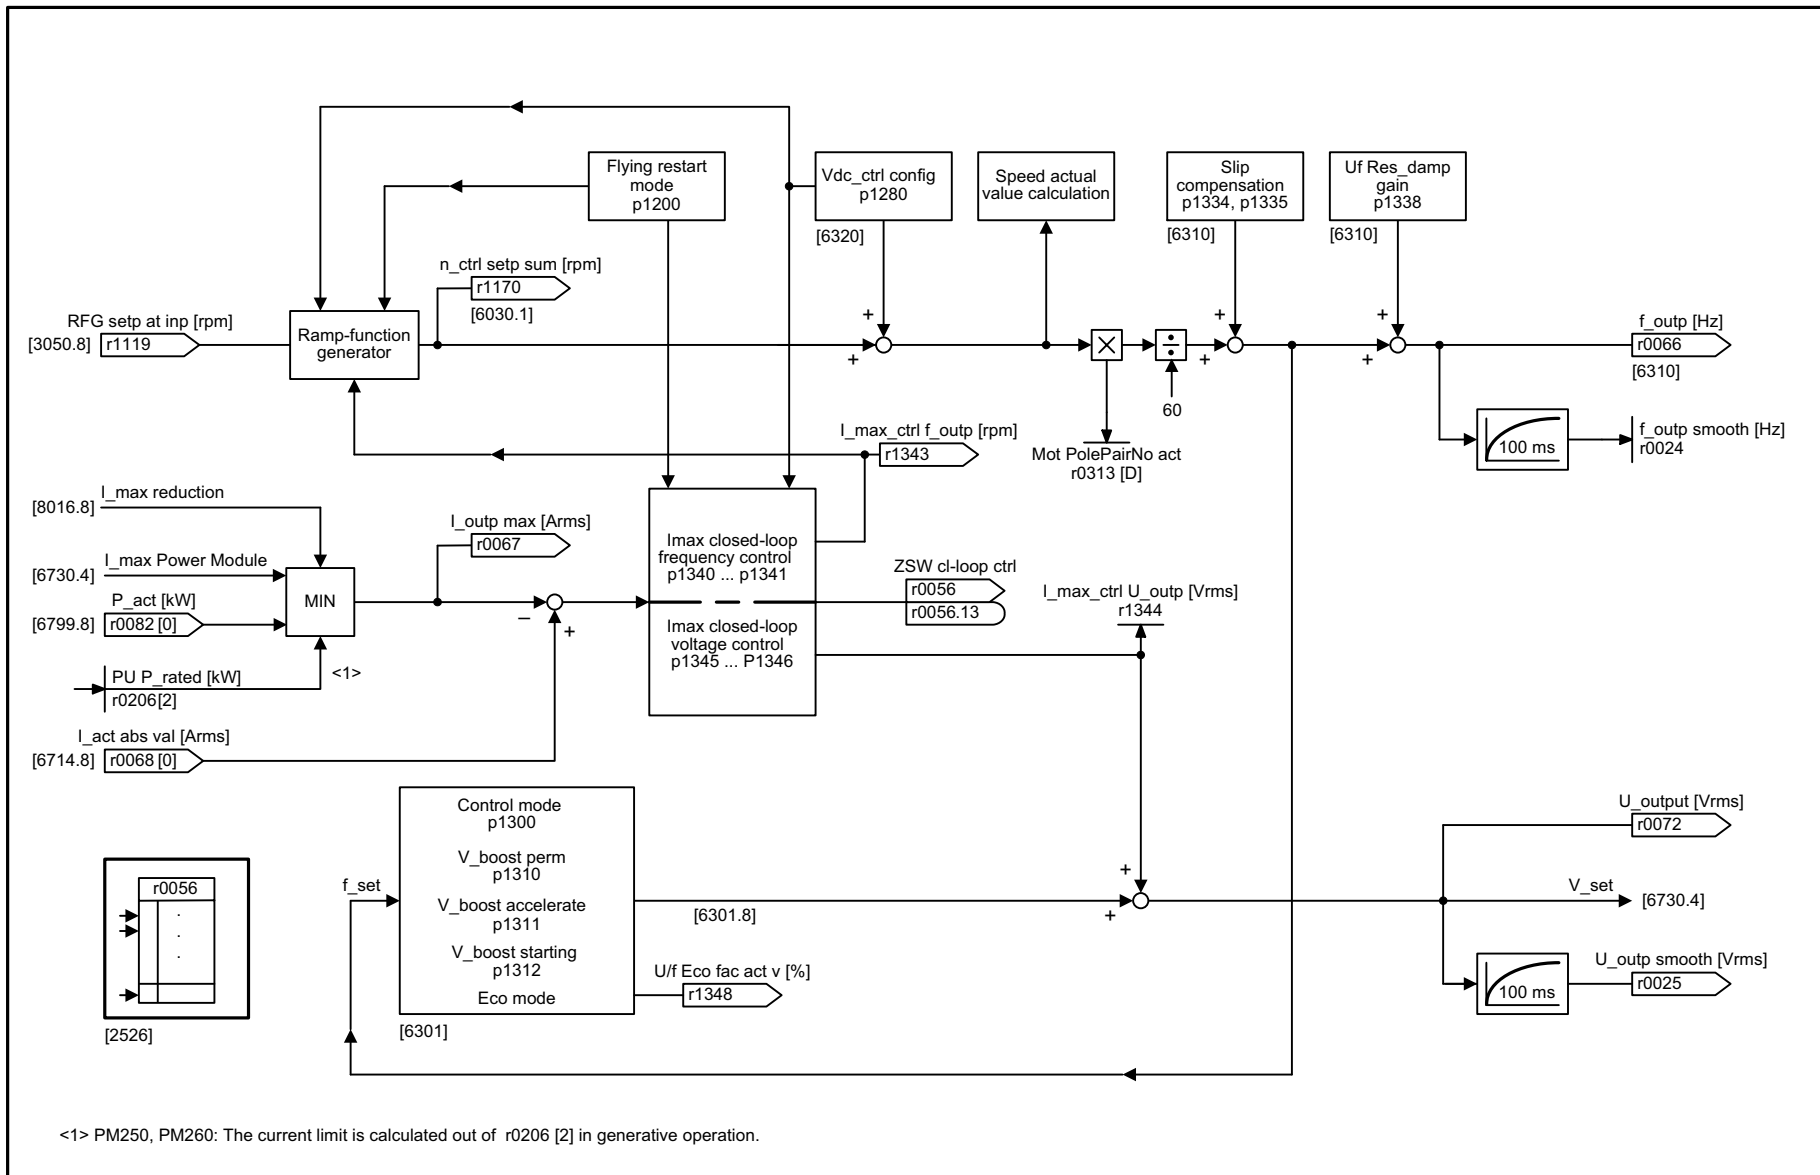 Flying restart
mode
p1200
Vdc_ctrl config
p1280
[6320]
Speed actual
value calculation
Slip
compensation
p1334, p1335
[6310]
Uf Res_damp
gain
p1338
[6310]
n_ctrl setp sum [rpm]
r1170
[6030.1]
RFG setp at inp [rpm]
[3050.8]
r1119
Ramp-function
generator
+
+
+
+
+
+
60
f_outp [Hz]
r0066
[6310]
I_max_ctrl f_outp [rpm]
r1343
Mot PolePairNo act
r0313 [D]
100 ms
f_outp smooth [Hz]
r0024
I_max reduction
[8016.8]
I_max Power Module
[6730.4]
P_act [kW]
[6799.8]
r0082 [0]
MIN
PU P_rated [kW]
r0206[2]
<1>
I_outp max [Arms]
r0067
–
+
I_act abs val [Arms]
[6714.8]
r0068 [0]
Imax closed-loop
frequency control
p1340 ... p1341
Imax closed-loop
voltage control
p1345 ... P1346
ZSW cl-loop ctrl
r0056
r0056.13
I_max_ctrl U_outp [Vrms]
r1344
Control mode
p1300
V_boost perm
p1310
V_boost accelerate
p1311
V_boost starting
p1312
Eco mode
[6301]
f_set
[6301.8]
U/f Eco fac act v [%]
r1348
+
+
U_output [Vrms]
r0072
V_set
[6730.4]
100 ms
U_outp smooth [Vrms]
r0025
r0056
.
.
.
[2526]
<1> PM250, PM260: The current limit is calculated out of r0206 [2] in generative operation.